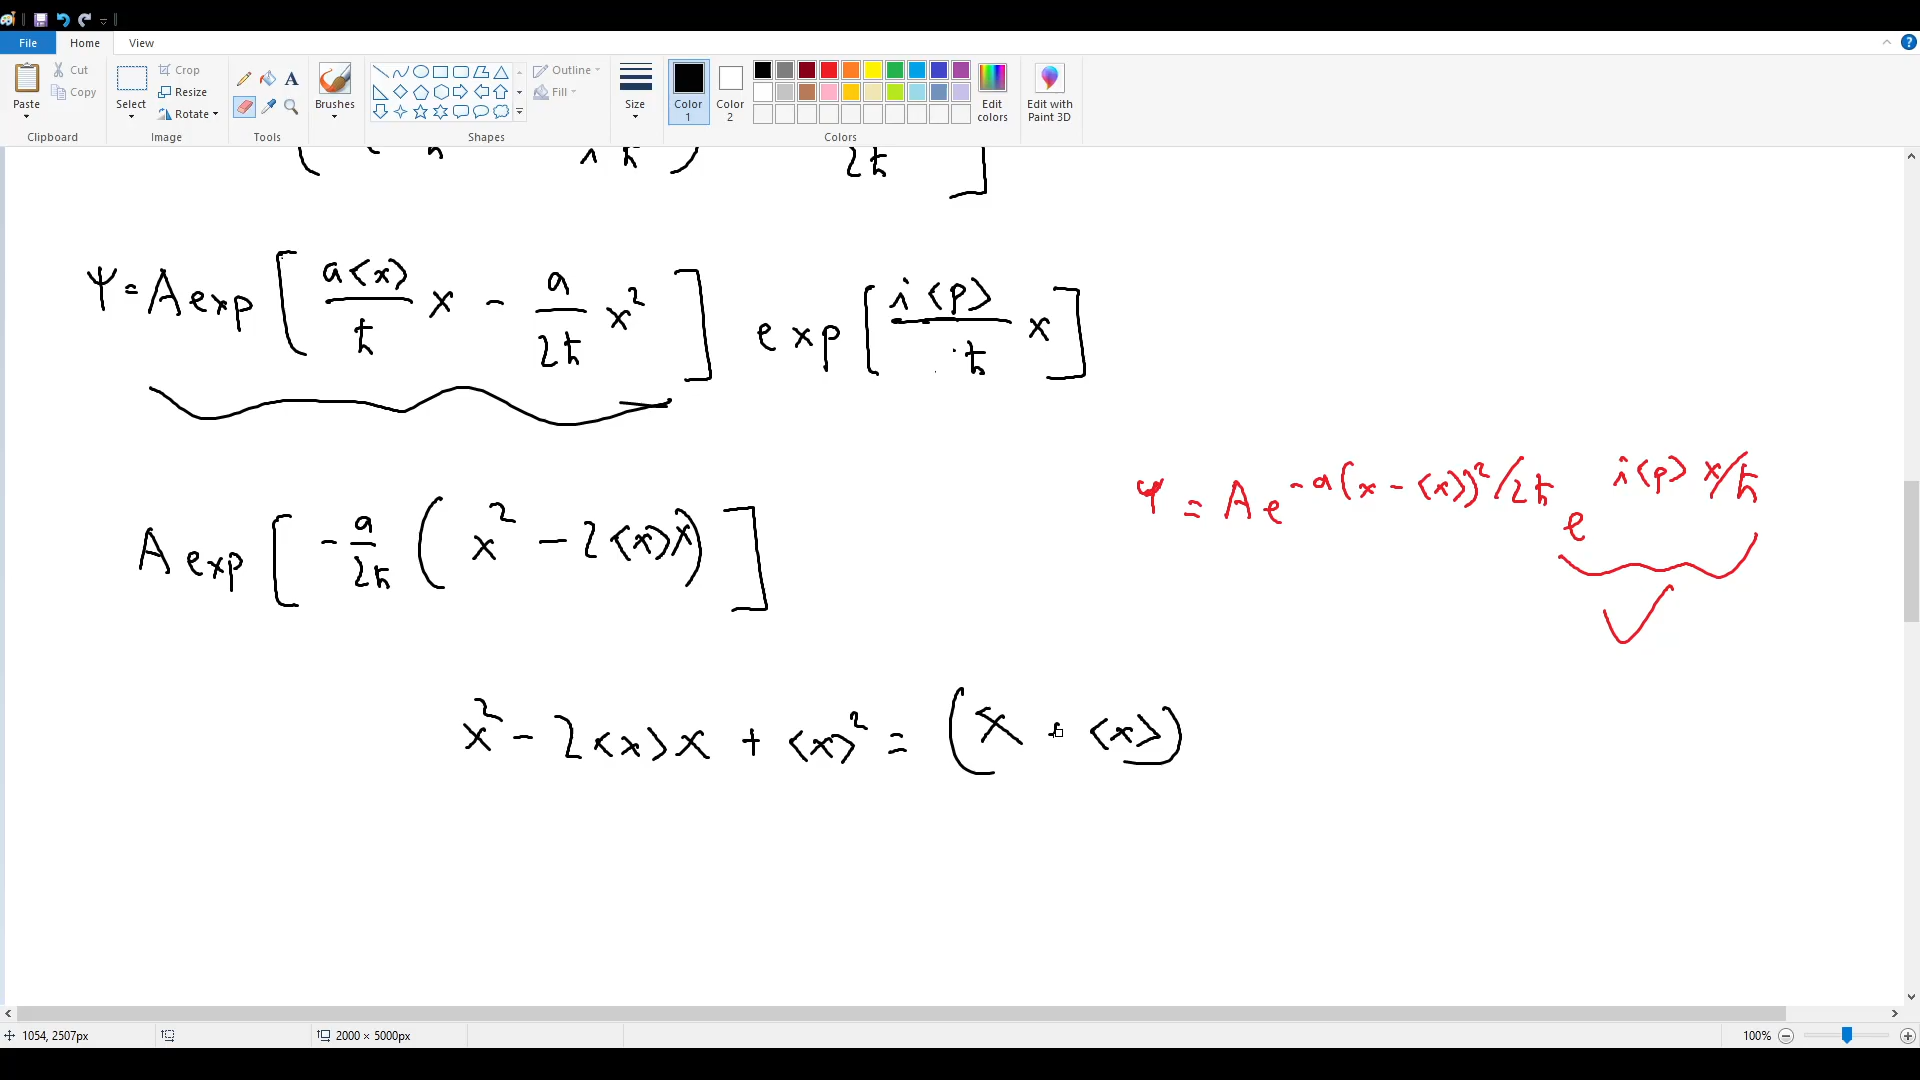 File Home View
Paste Cut Copy Clipboard
Select Crop Resize Rotate Image
A Tools
Brushes
Outline Fill Shapes
Size
Color 1 Color 2 Edit colors Colors
Edit with Paint 3D
ħ iħ 2ħ ]
Ψ = A exp [ a<x>/ħ x - a/2ħ x² ] exp [ i<p>/ħ x ]
Ψ = A e^{-a(x-<x>)²/2ħ} e^{i<p>x/ħ}
A exp [ -a/2ħ ( x² - 2<x>x) ]
x² - 2<x>x + <x>² = (x <x>)
1054, 2507px 2000 × 5000px 100%